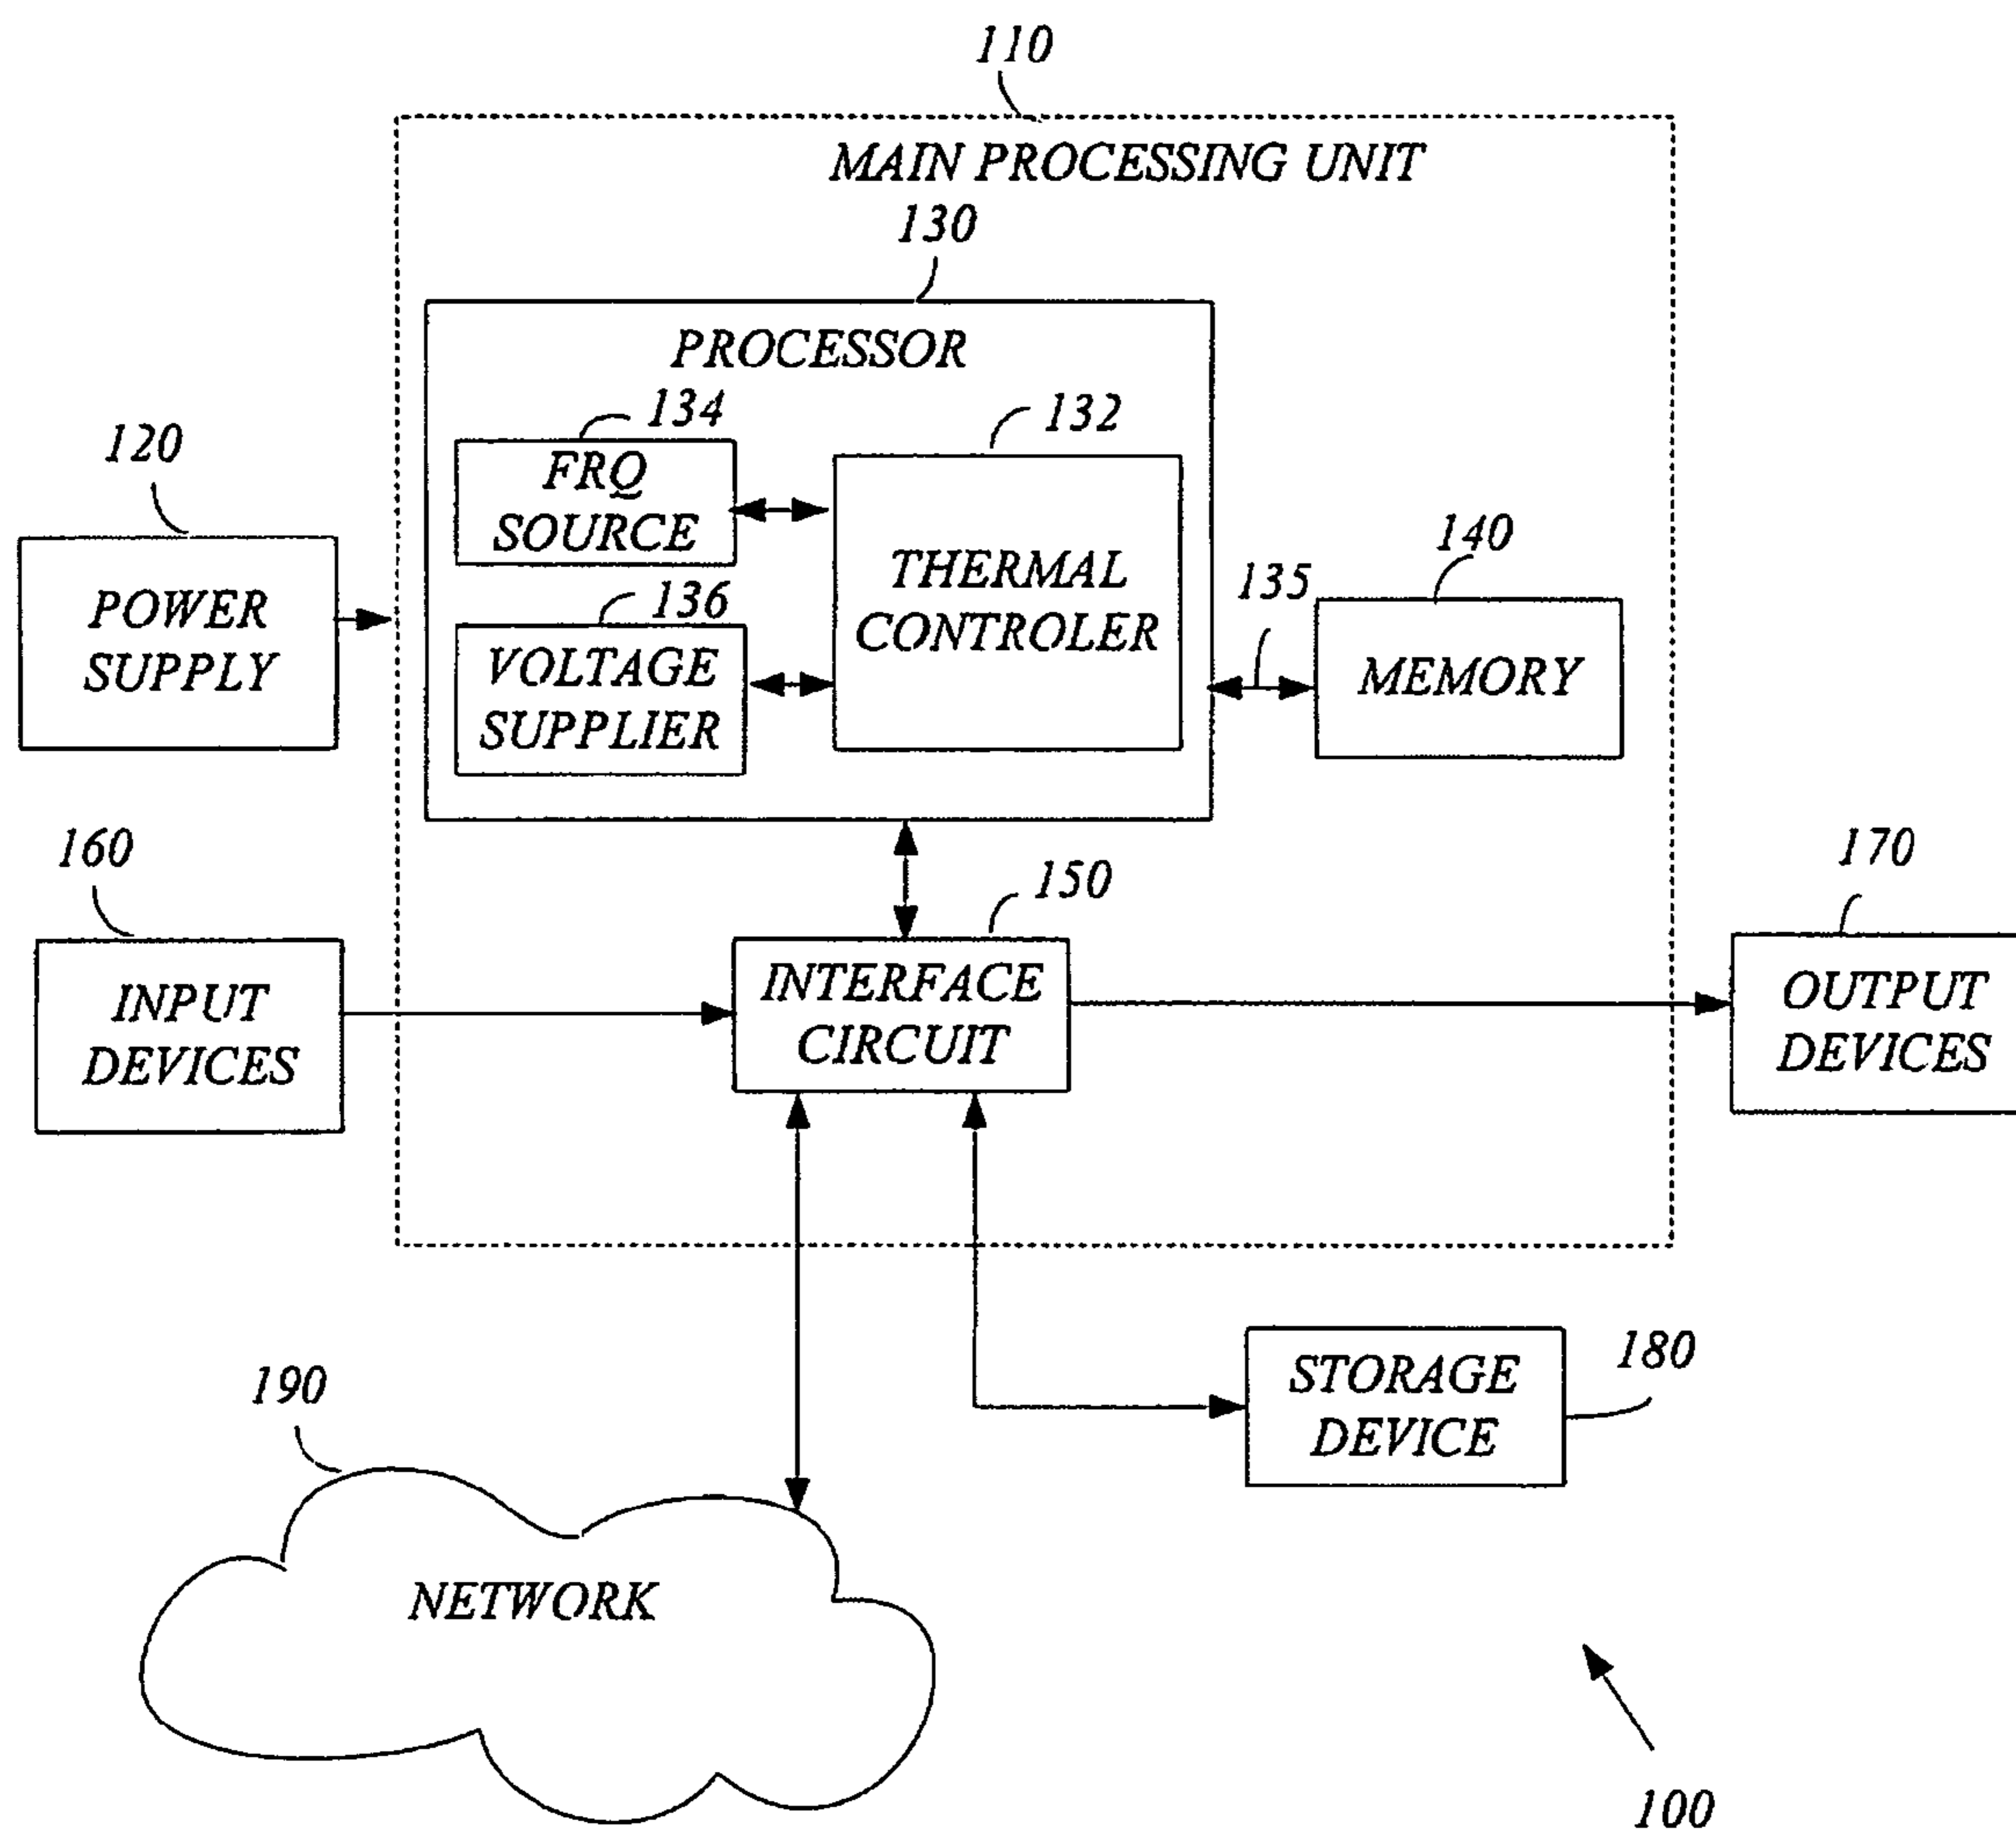 110
MAIN PROCESSING UNIT
130
PROCESSOR
134
FRQ
SOURCE
132
THERMAL
CONTROLER
136
VOLTAGE
SUPPLIER
120
POWER
SUPPLY
135
140
MEMORY
160
INPUT
DEVICES
150
INTERFACE
CIRCUIT
170
OUTPUT
DEVICES
180
STORAGE
DEVICE
190
NETWORK
100